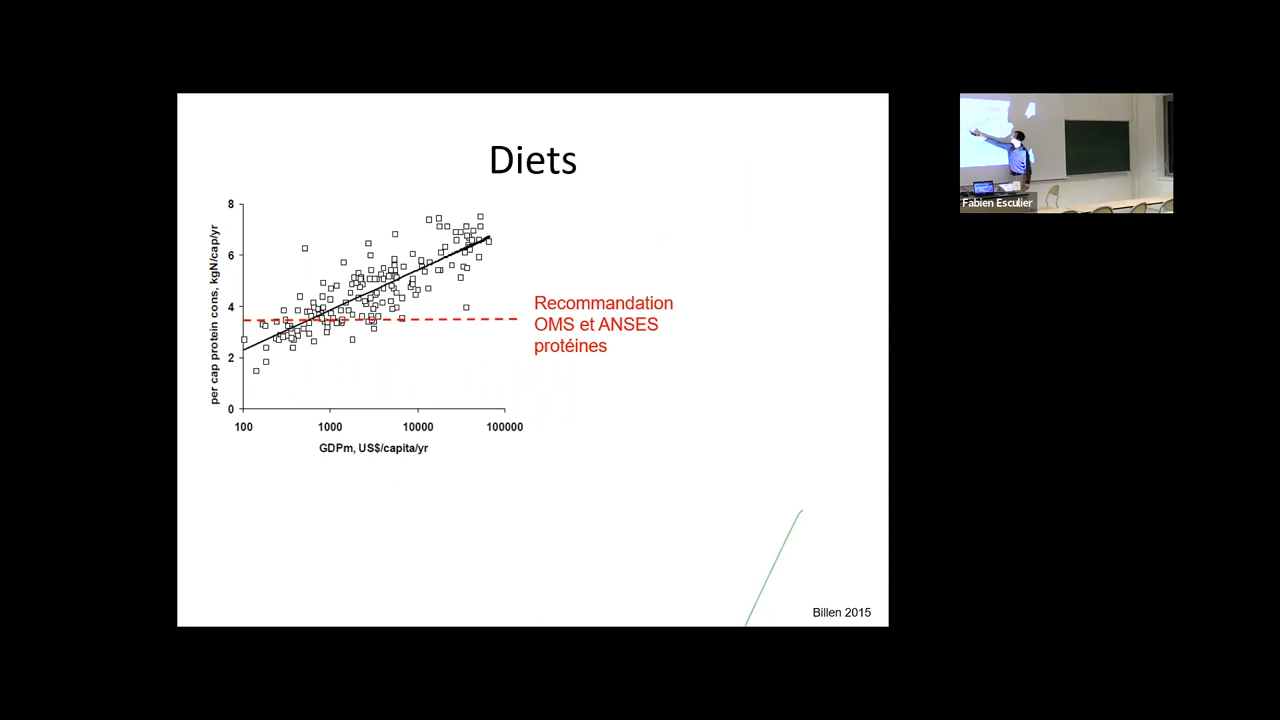 Diets
8
6
4
2
0
per cap protein cons, kgN/cap/yr
100 1000 10000 100000
GDPm, US$/capita/yr
Recommandation
OMS et ANSES
protéines
Billen 2015
Fabien Esculier